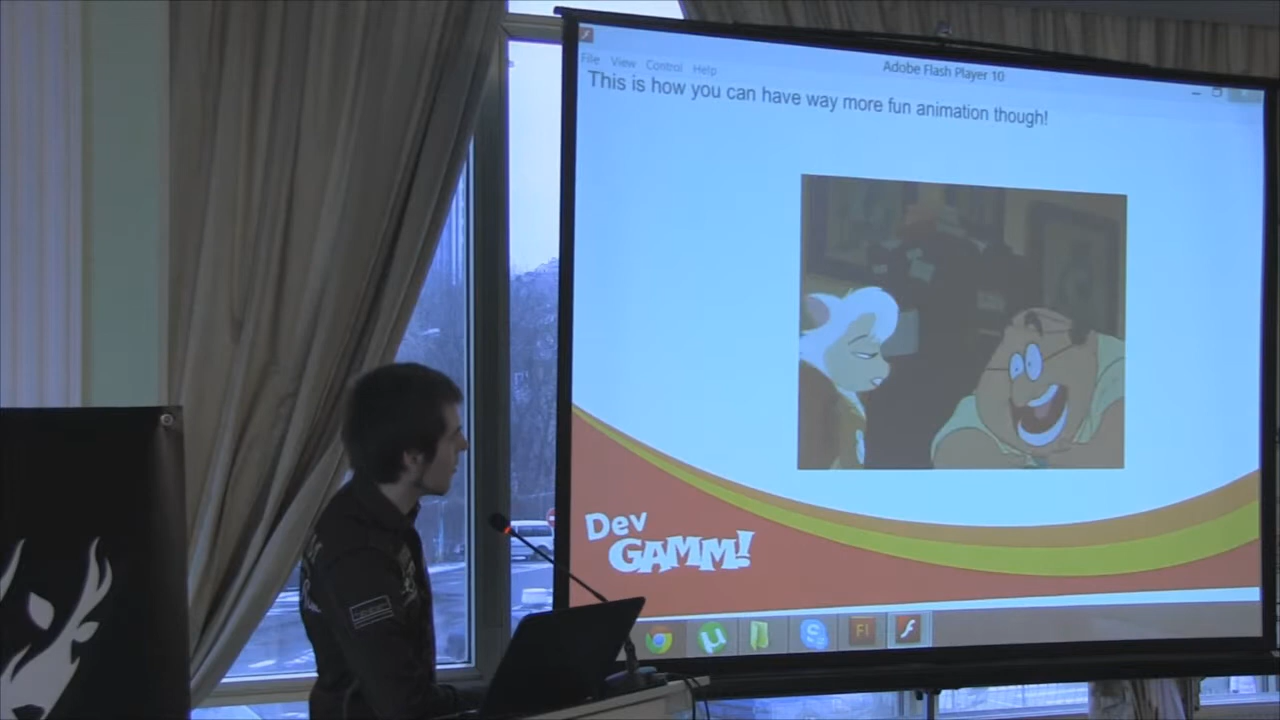 Adobe Flash Player 10
File View Control Help
This is how you can have way more fun animation though!
Dev
GAMM!
Fl